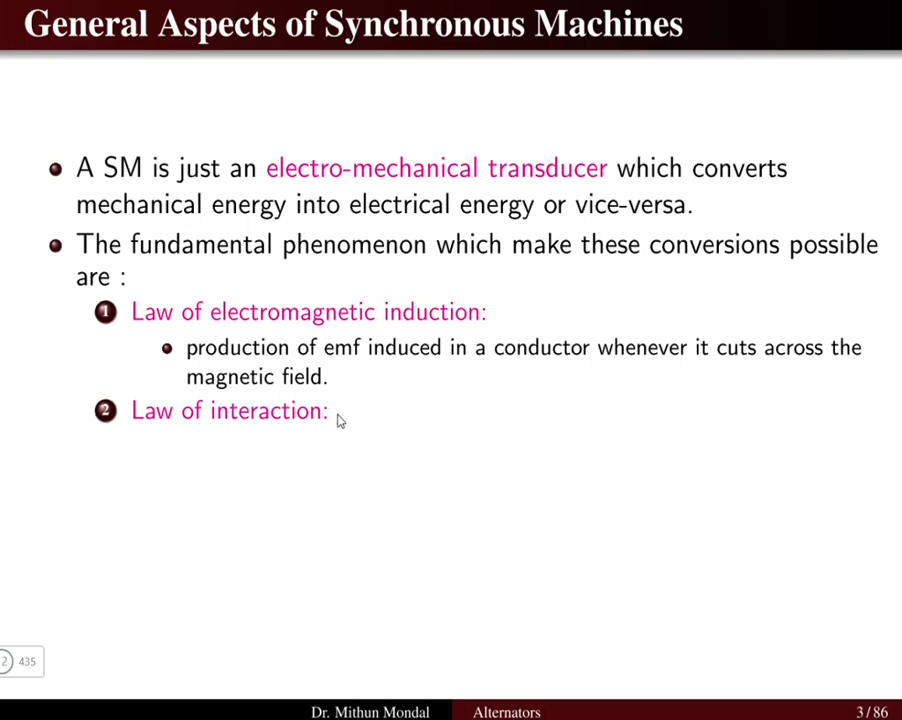 General Aspects of Synchronous Machines
A SM is just an electro-mechanical transducer which converts
mechanical energy into electrical energy or vice-versa.
The fundamental phenomenon which make these conversions possible
are :
1 Law of electromagnetic induction:
production of emf induced in a conductor whenever it cuts across the
magnetic field.
2 Law of interaction:
2 435
Dr. Mithun Mondal Alternators 3 / 86